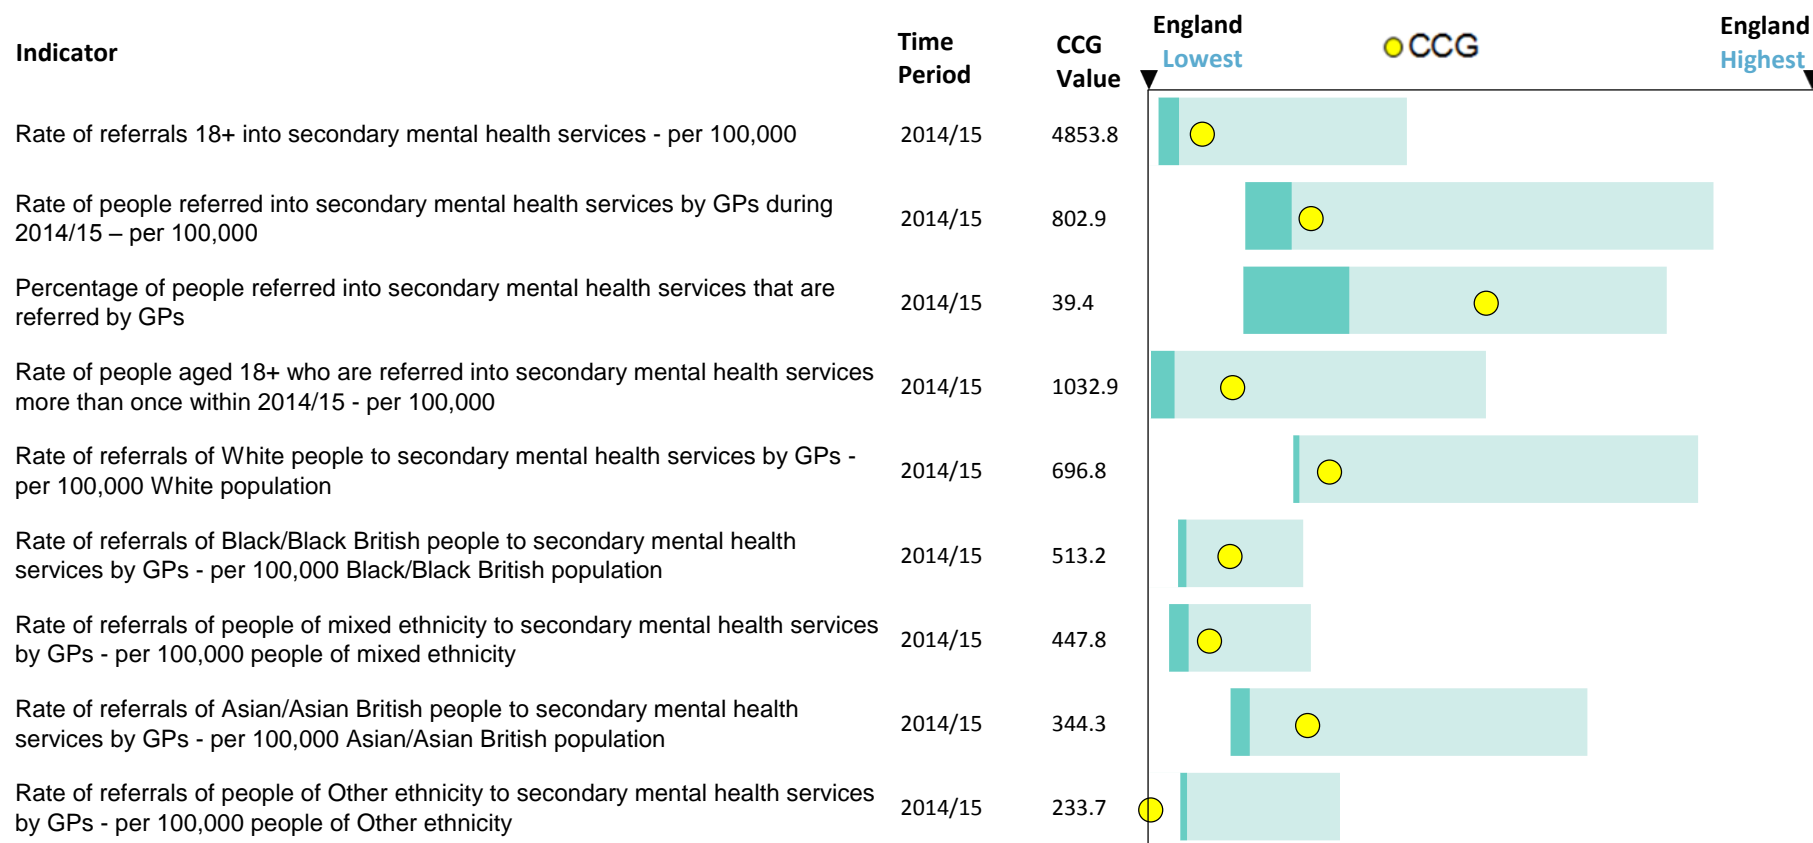 Indicator
Time
Period
CCG
Value
England
Lowest
CCG
England
Highest
Rate of referrals 18+ into secondary mental health services - per 100,000
2014/15
4853.8
Rate of people referred into secondary mental health services by GPs during
2014/15 – per 100,000
2014/15
802.9
Percentage of people referred into secondary mental health services that are
referred by GPs
2014/15
39.4
Rate of people aged 18+ who are referred into secondary mental health services
more than once within 2014/15 - per 100,000
2014/15
1032.9
Rate of referrals of White people to secondary mental health services by GPs -
per 100,000 White population
2014/15
696.8
Rate of referrals of Black/Black British people to secondary mental health
services by GPs - per 100,000 Black/Black British population
2014/15
513.2
Rate of referrals of people of mixed ethnicity to secondary mental health services
by GPs - per 100,000 people of mixed ethnicity
2014/15
447.8
Rate of referrals of Asian/Asian British people to secondary mental health
services by GPs - per 100,000 Asian/Asian British population
2014/15
344.3
Rate of referrals of people of Other ethnicity to secondary mental health services
by GPs - per 100,000 people of Other ethnicity
2014/15
233.7